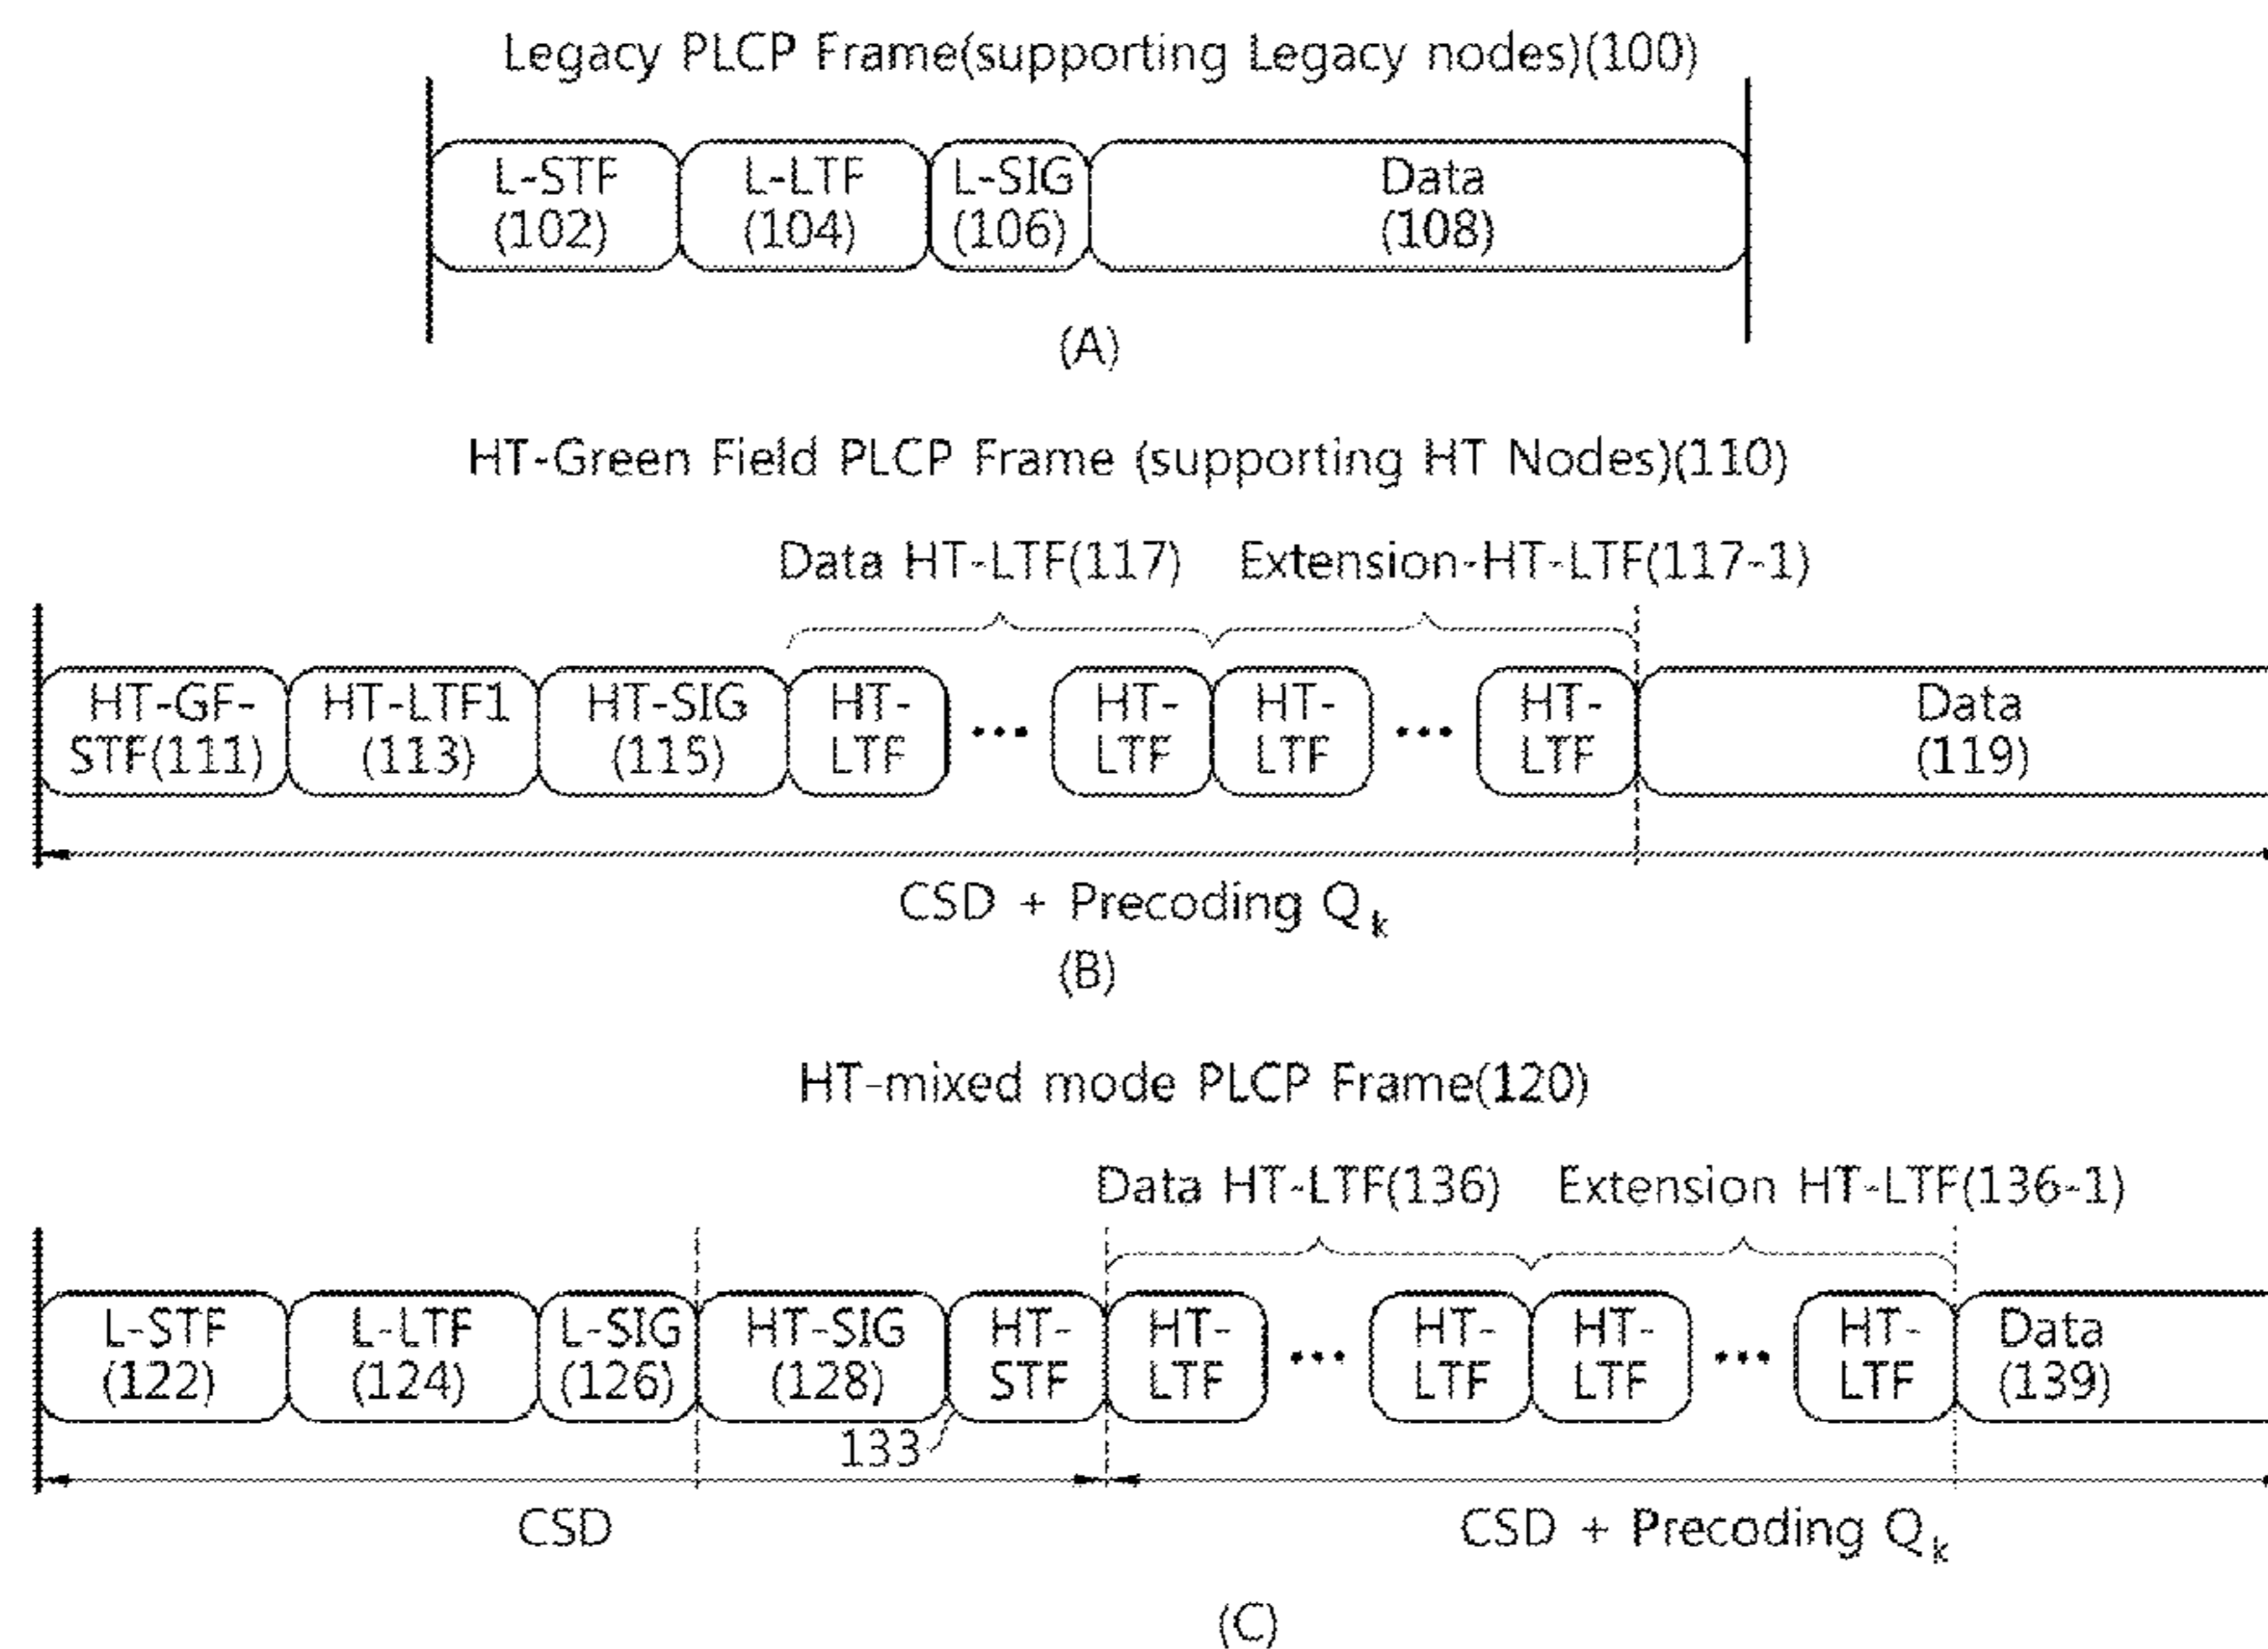 Legacy PLCP Frame(supporting Legacy nodes)(100)
L-STF L-LTF L-SIG Data
(102) (104) (106) (108)
(A)
HT-Green Field PLCP Frame (supporting HT Nodes)(110)
Data HT-LTF(117) Extension-HT-LTF(117-1)
HT-GF- HT-LTF1 HT-SIG HT- HT- HT- HT- Data
STF(111) (113) (115) LTF ••• LTF LTF ••• LTF (119)
CSD + Precoding Qk
(B)
HT-mixed mode PLCP Frame(120)
Data HT-LTF(136) Extension HT-LTF(136-1)
L-STF L-LTF L-SIG HT-SIG HT- HT- HT- HT- HT- Data
(122) (124) (126) (128) STF LTF ••• LTF LTF ••• LTF (139)
133
CSD CSD + Precoding Qk
(C)